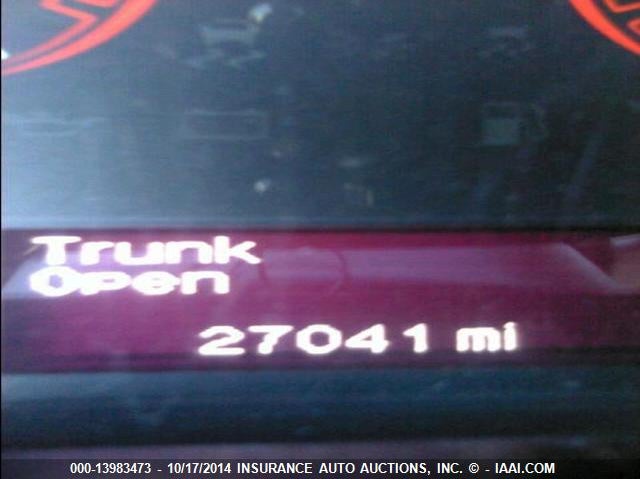 Trunk
Open
27041 mi
000-13983473 - 10/17/2014 INSURANCE AUTO AUCTIONS, INC. © - IAAI.COM